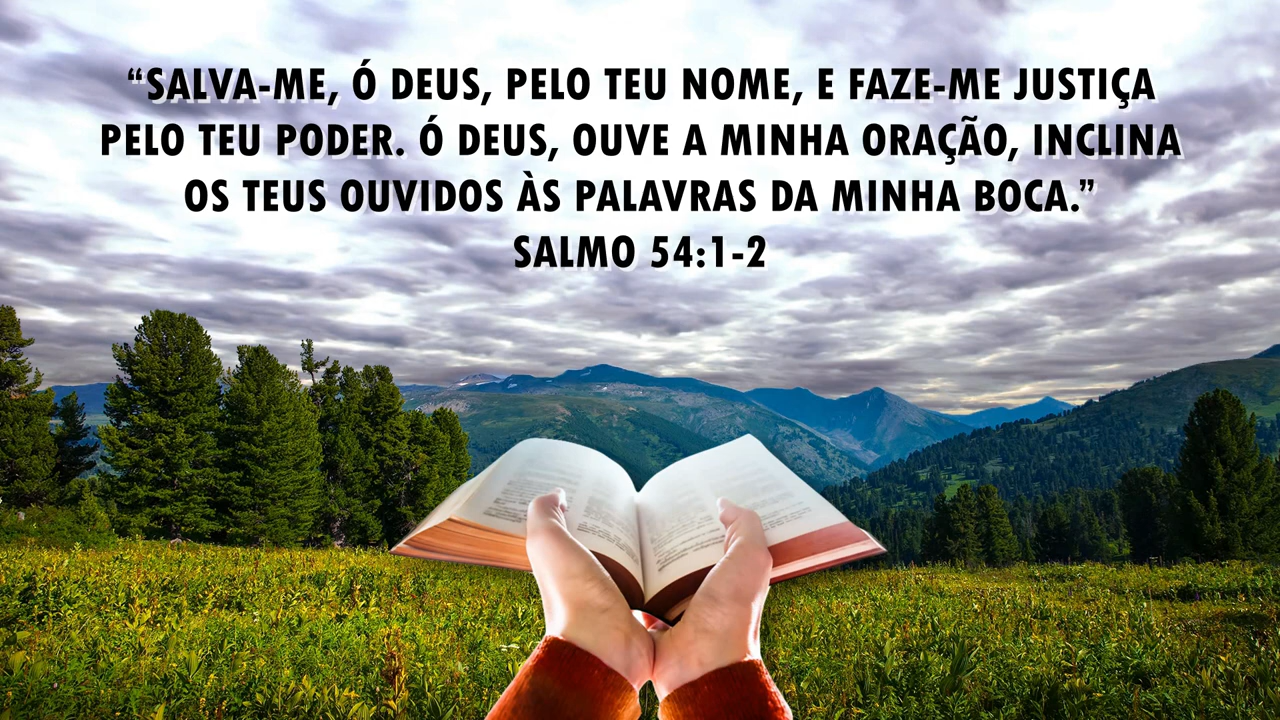 “SALVA-ME, Ó DEUS, PELO TEU NOME, E FAZE-ME JUSTIÇA
PELO TEU PODER. Ó DEUS, OUVE A MINHA ORAÇÃO, INCLINA
OS TEUS OUVIDOS ÀS PALAVRAS DA MINHA BOCA.”
SALMO 54:1-2